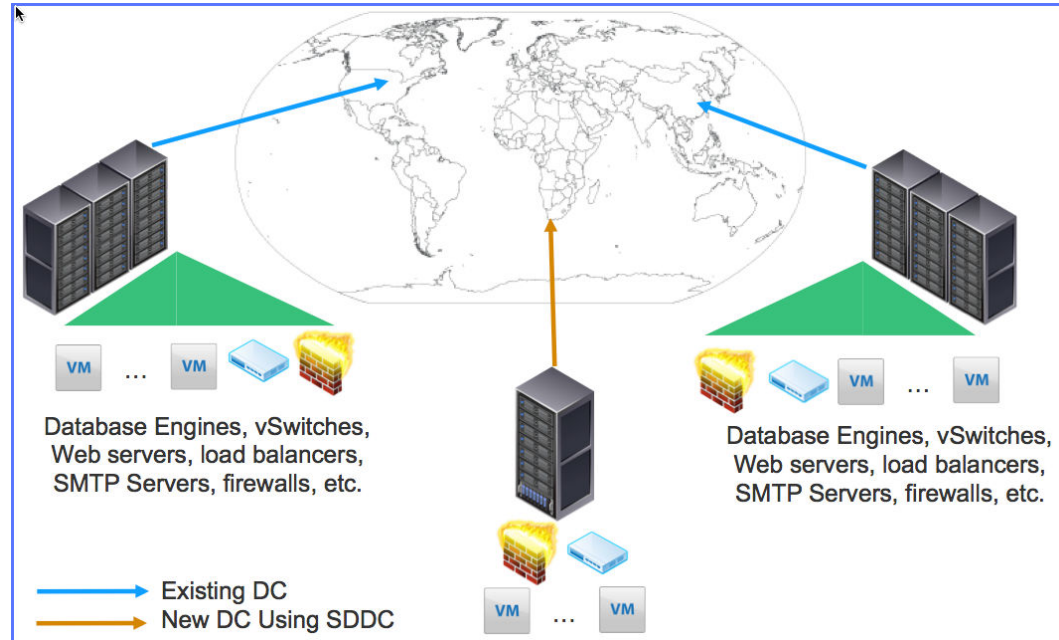 VM
...
VM
VM
...
VM
Database Engines, vSwitches,
Web servers, load balancers,
SMTP Servers, firewalls, etc.
Database Engines, vSwitches,
Web servers, load balancers,
SMTP Servers, firewalls, etc.
Existing DC
New DC Using SDDC
VM
...
VM